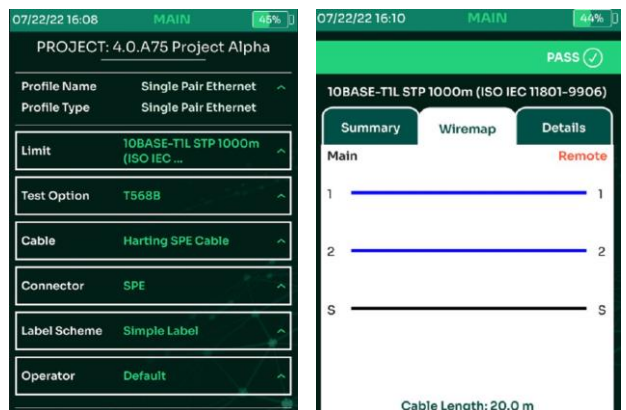 07/22/22 16:08 MAIN 45%
PROJECT: 4.0.A75 Project Alpha
Profile Name Single Pair Ethernet
Profile Type Single Pair Ethernet
Limit 10BASE-T1L STP 1000m
(ISO IEC ...
Test Option T568B
Cable Harting SPE Cable
Connector SPE
Label Scheme Simple Label
Operator Default
07/22/22 16:10 MAIN 44%
PASS
10BASE-T1L STP 1000m (ISO IEC 11801-9906)
Summary Wiremap Details
Main Remote
1 1
2 2
S S
Cable Length: 20.0 m